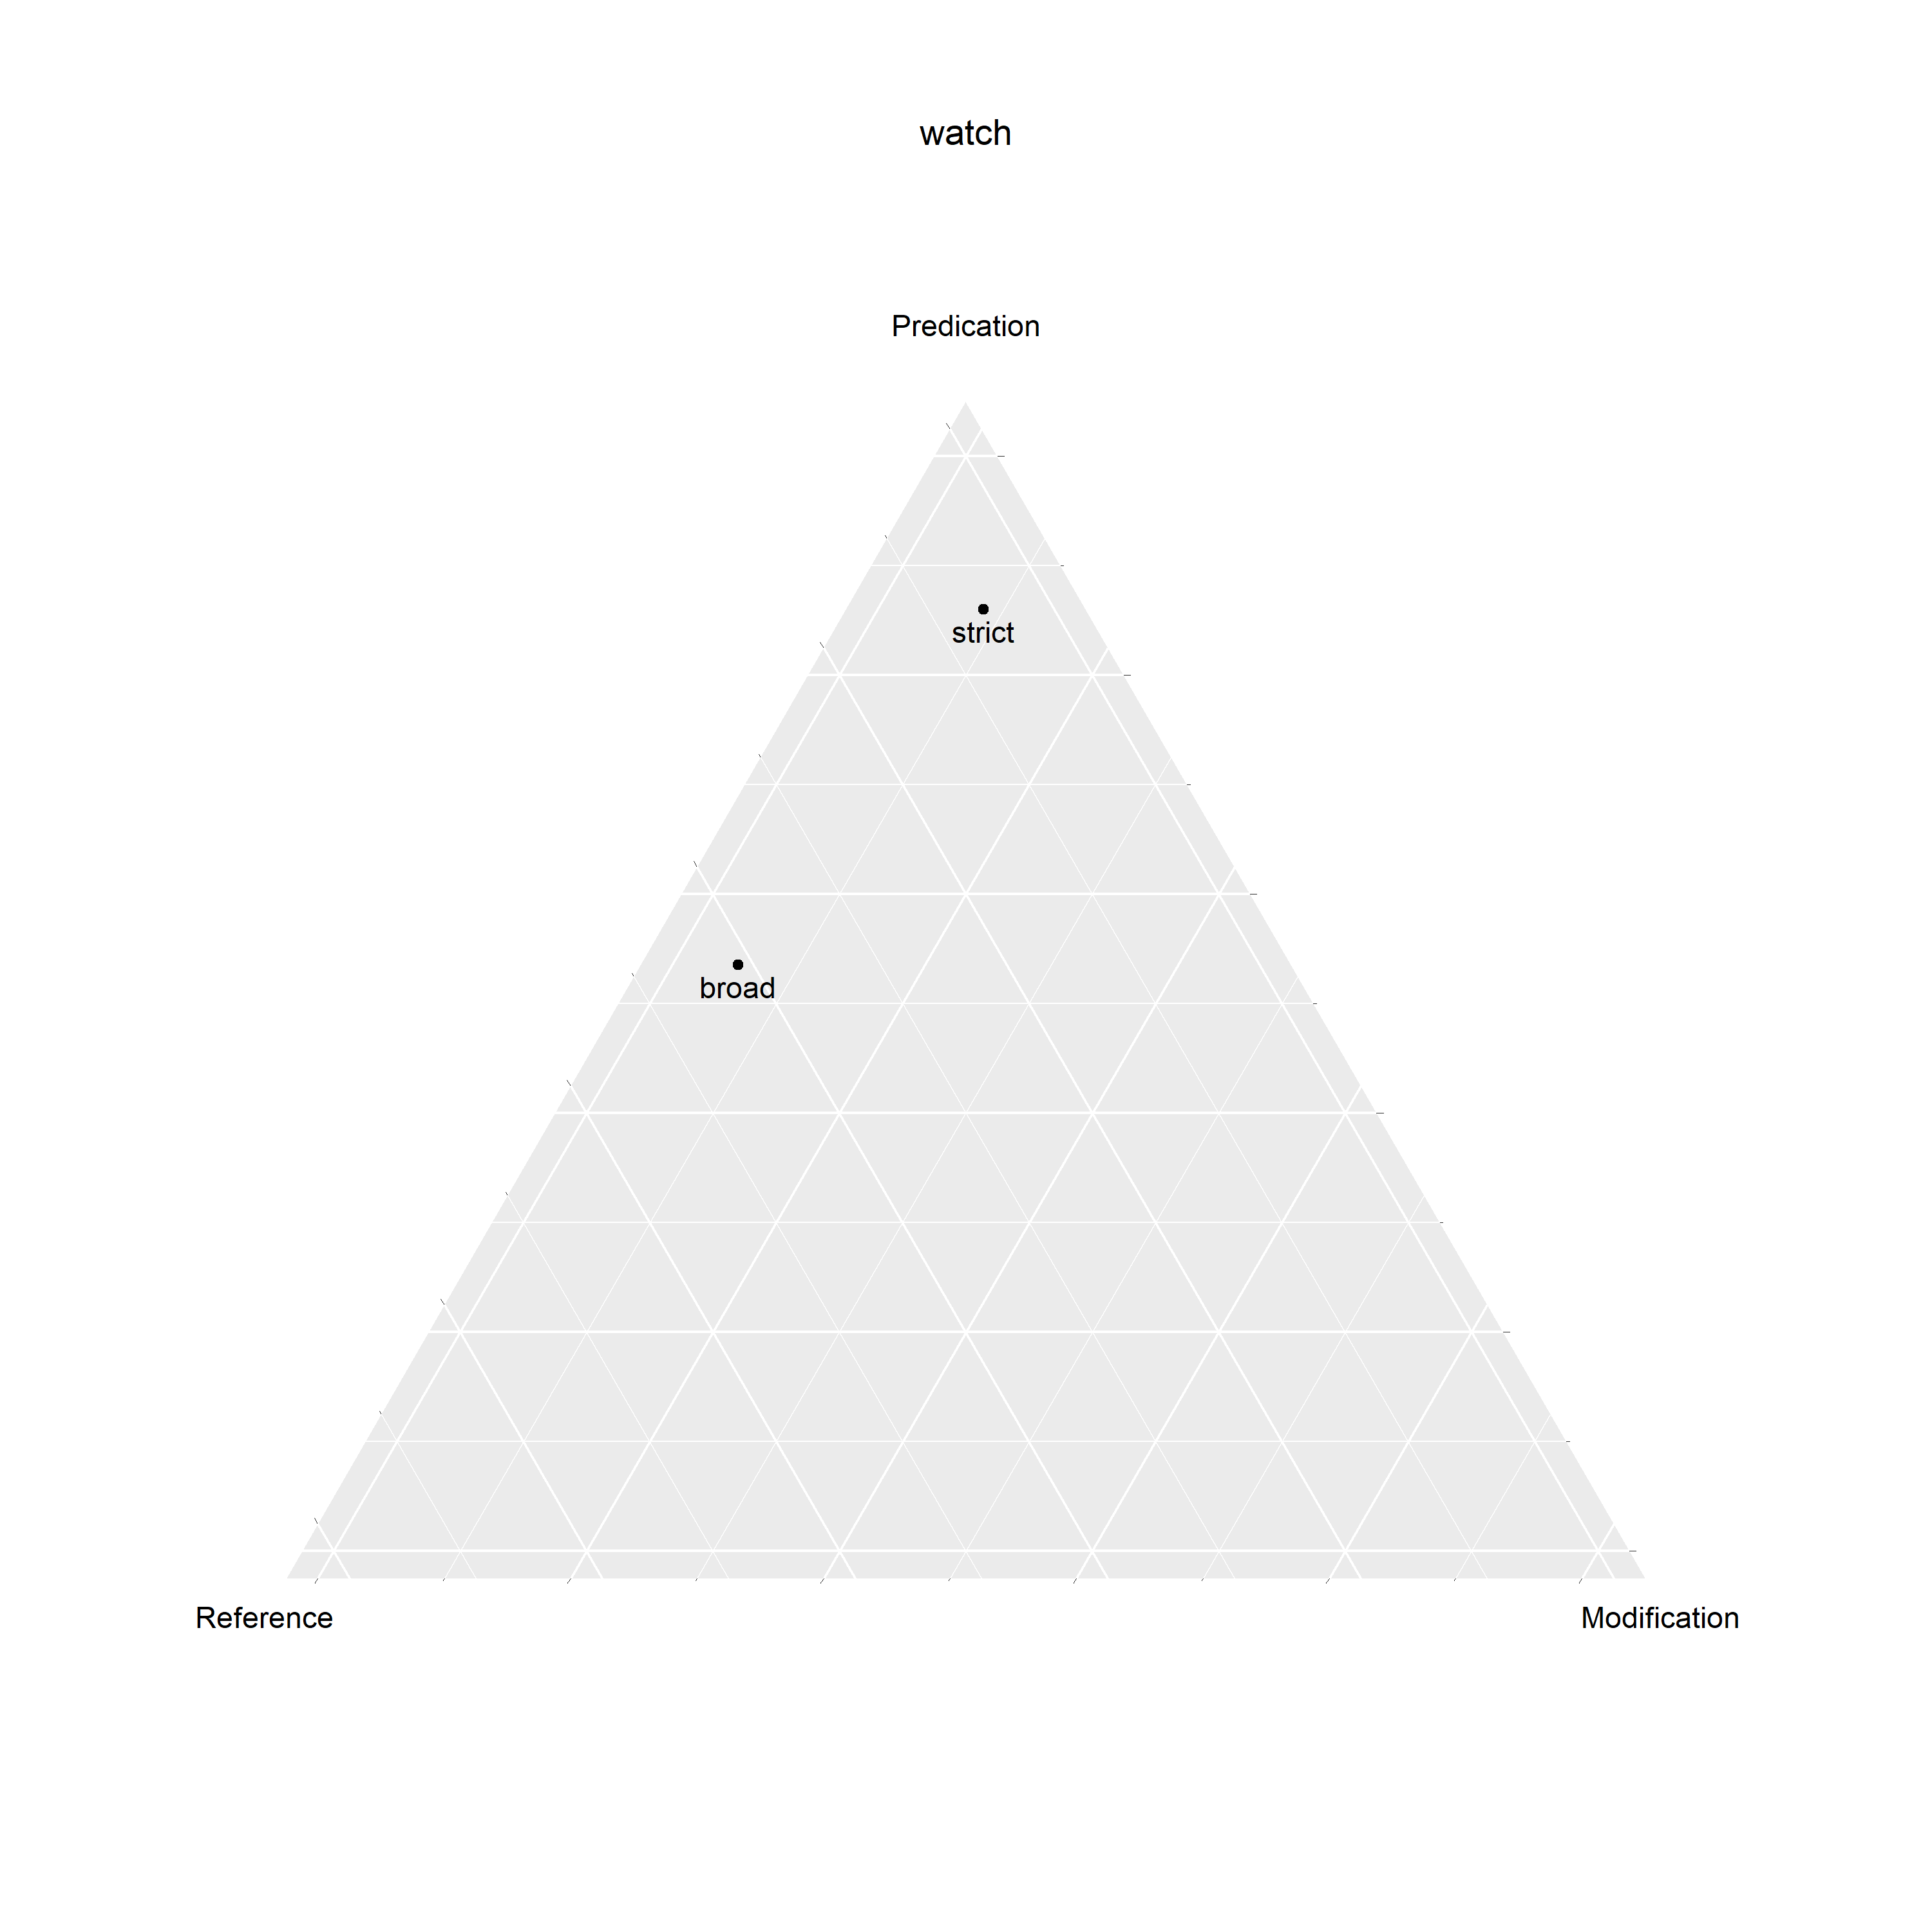 watch
Predication
strict
broad
Reference
Modification